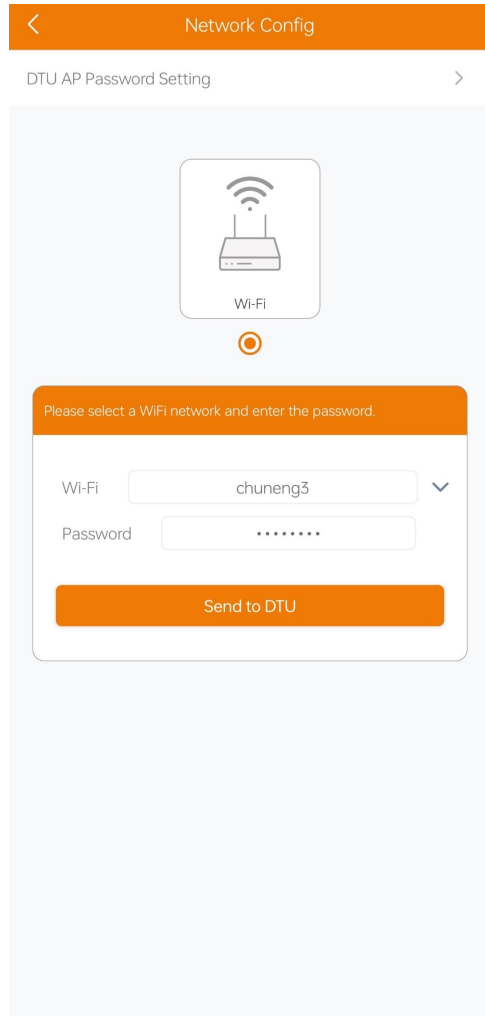 Network Config
DTU AP Password Setting
Wi-Fi
Please select a WiFi network and enter the password.
Wi-Fi chuneng3
Password ••••••••
Send to DTU